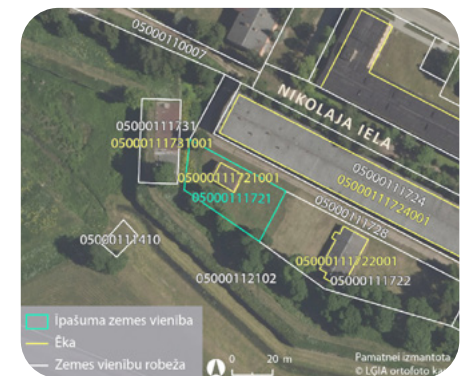 05000110007
NIKOLAJA IELA
05000111731
05000111731001
05000111721001
05000111721
05000111724
05000111724001
05000111728
05000111410
05000111722001
05000111722
05000112102
Īpašuma zemes vienība
Ēka
Zemes vienību robeža
0 20 m
Pamatnei izmantota
© LĢIA ortofoto